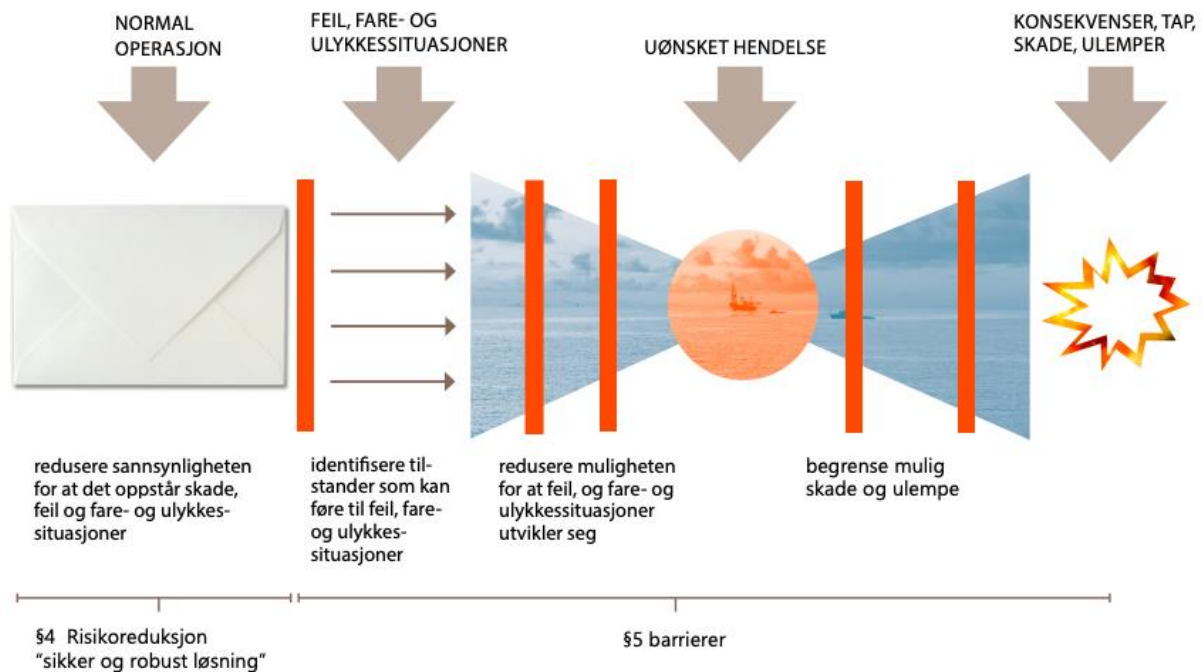 NORMAL
OPERASJON
FEIL, FARE- OG
ULYKKESSITUASJONER
UØNSKET HENDELSE
KONSEKVENSER, TAP,
SKADE, ULEMPER
redusere sannsynligheten
for at det oppstår skade,
feil og fare- og ulykkes-
situasjoner
identifisere til-
stander som kan
føre til feil, fare-
og ulykkes-
situasjoner
redusere muligheten
for at feil, og fare- og
ulykkessituasjoner
utvikler seg
begrense mulig
skade og ulempe
§4 Risikoreduksjon
"sikker og robust løsning"
§5 barrierer